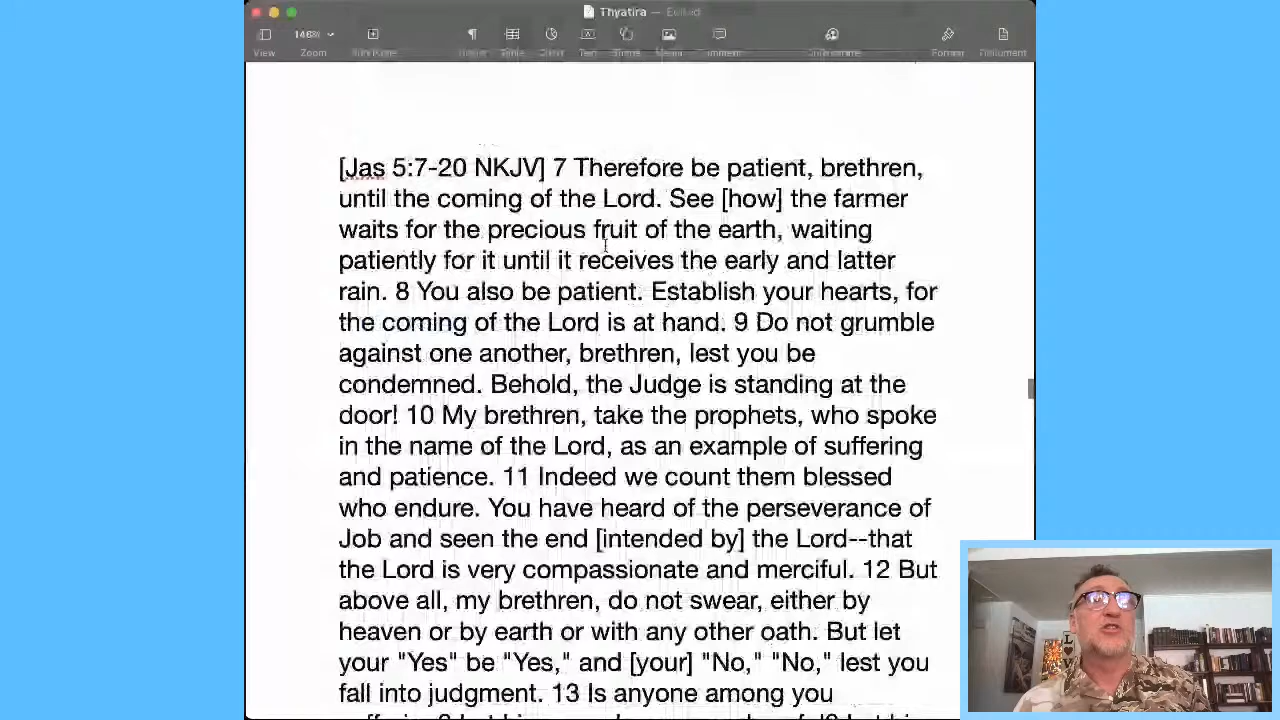 Thyatira — Edited
146%
View
Zoom
Table
Text
Format
Document
[Jas 5:7-20 NKJV] 7 Therefore be patient, brethren,
until the coming of the Lord. See [how] the farmer
waits for the precious fruit of the earth, waiting
patiently for it until it receives the early and latter
rain. 8 You also be patient. Establish your hearts, for
the coming of the Lord is at hand. 9 Do not grumble
against one another, brethren, lest you be
condemned. Behold, the Judge is standing at the
door! 10 My brethren, take the prophets, who spoke
in the name of the Lord, as an example of suffering
and patience. 11 Indeed we count them blessed
who endure. You have heard of the perseverance of
Job and seen the end [intended by] the Lord--that
the Lord is very compassionate and merciful. 12 But
above all, my brethren, do not swear, either by
heaven or by earth or with any other oath. But let
your "Yes" be "Yes," and [your] "No," "No," lest you
fall into judgment. 13 Is anyone among you